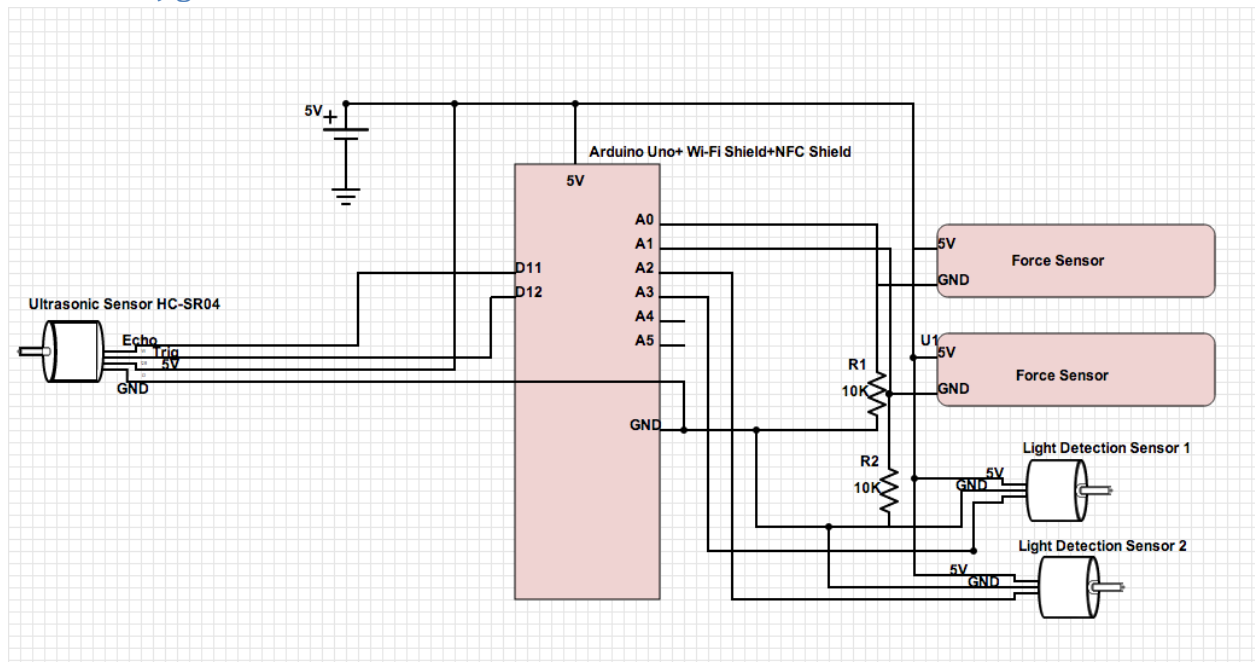 5V
Arduino Uno+ Wi-Fi Shield+NFC Shield
5V
A0
A1
A2
A3
A4
A5
GND
D11
D12
Ultrasonic Sensor HC-SR04
Echo
Trig
5V
GND
5V
Force Sensor
GND
U1
5V
Force Sensor
GND
R1
10K
R2
10K
Light Detection Sensor 1
5V
GND
Light Detection Sensor 2
5V
GND